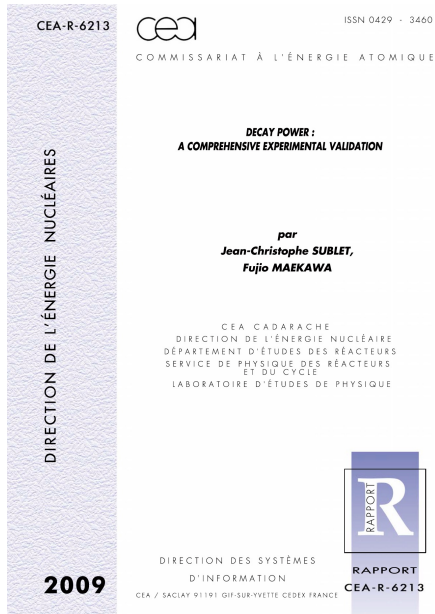 CEA-R-6213
cea
ISSN 0429 - 3460
COMMISSARIAT À L'ÉNERGIE ATOMIQUE
DECAY POWER :
A COMPREHENSIVE EXPERIMENTAL VALIDATION
DIRECTION DE L'ÉNERGIE NUCLÉAIRES
par
Jean-Christophe SUBLET,
Fujio MAEKAWA
CEA CADARACHE
DIRECTION DE L'ÉNERGIE NUCLÉAIRE
DÉPARTEMENT D'ÉTUDES DES RÉACTEURS
SERVICE DE PHYSIQUE DES RÉACTEURS
ET DU CYCLE
LABORATOIRE D'ÉTUDES DE PHYSIQUE
R
RAPPORT
DIRECTION DES SYSTÈMES
D'INFORMATION
CEA / SACLAY 91191 GIF-SUR-YVETTE CEDEX FRANCE
2009
RAPPORT
CEA-R-6213